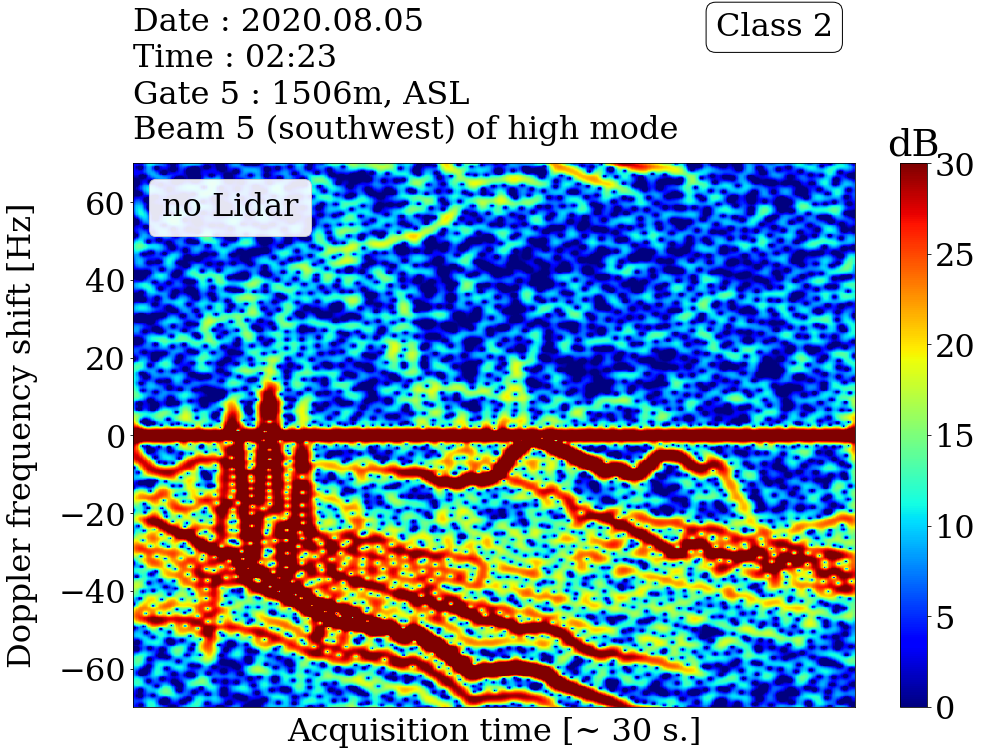 Date : 2020.08.05
Time : 02:23
Gate 5 : 1506m, ASL
Beam 5 (southwest) of high mode
Class 2
dB
no Lidar
Doppler frequency shift [Hz]
60
40
20
0
−20
−40
−60
30
25
20
15
10
5
0
Acquisition time [~ 30 s.]